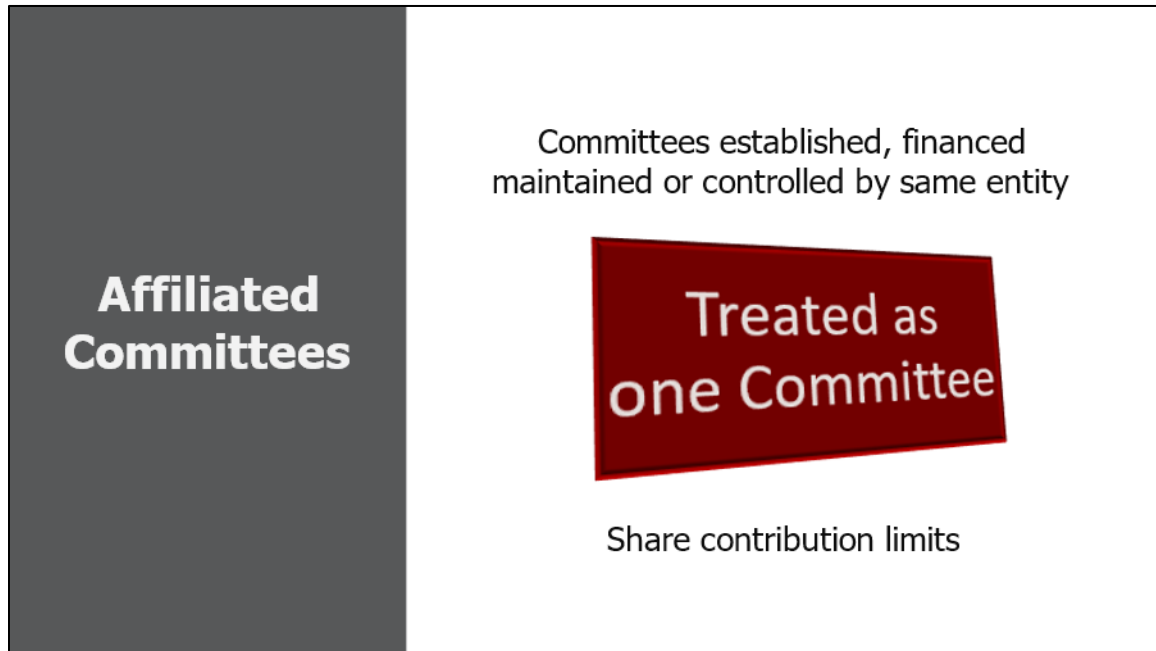 Affiliated
Committees
Committees established, financed
maintained or controlled by same entity
Treated as
one Committee
Share contribution limits